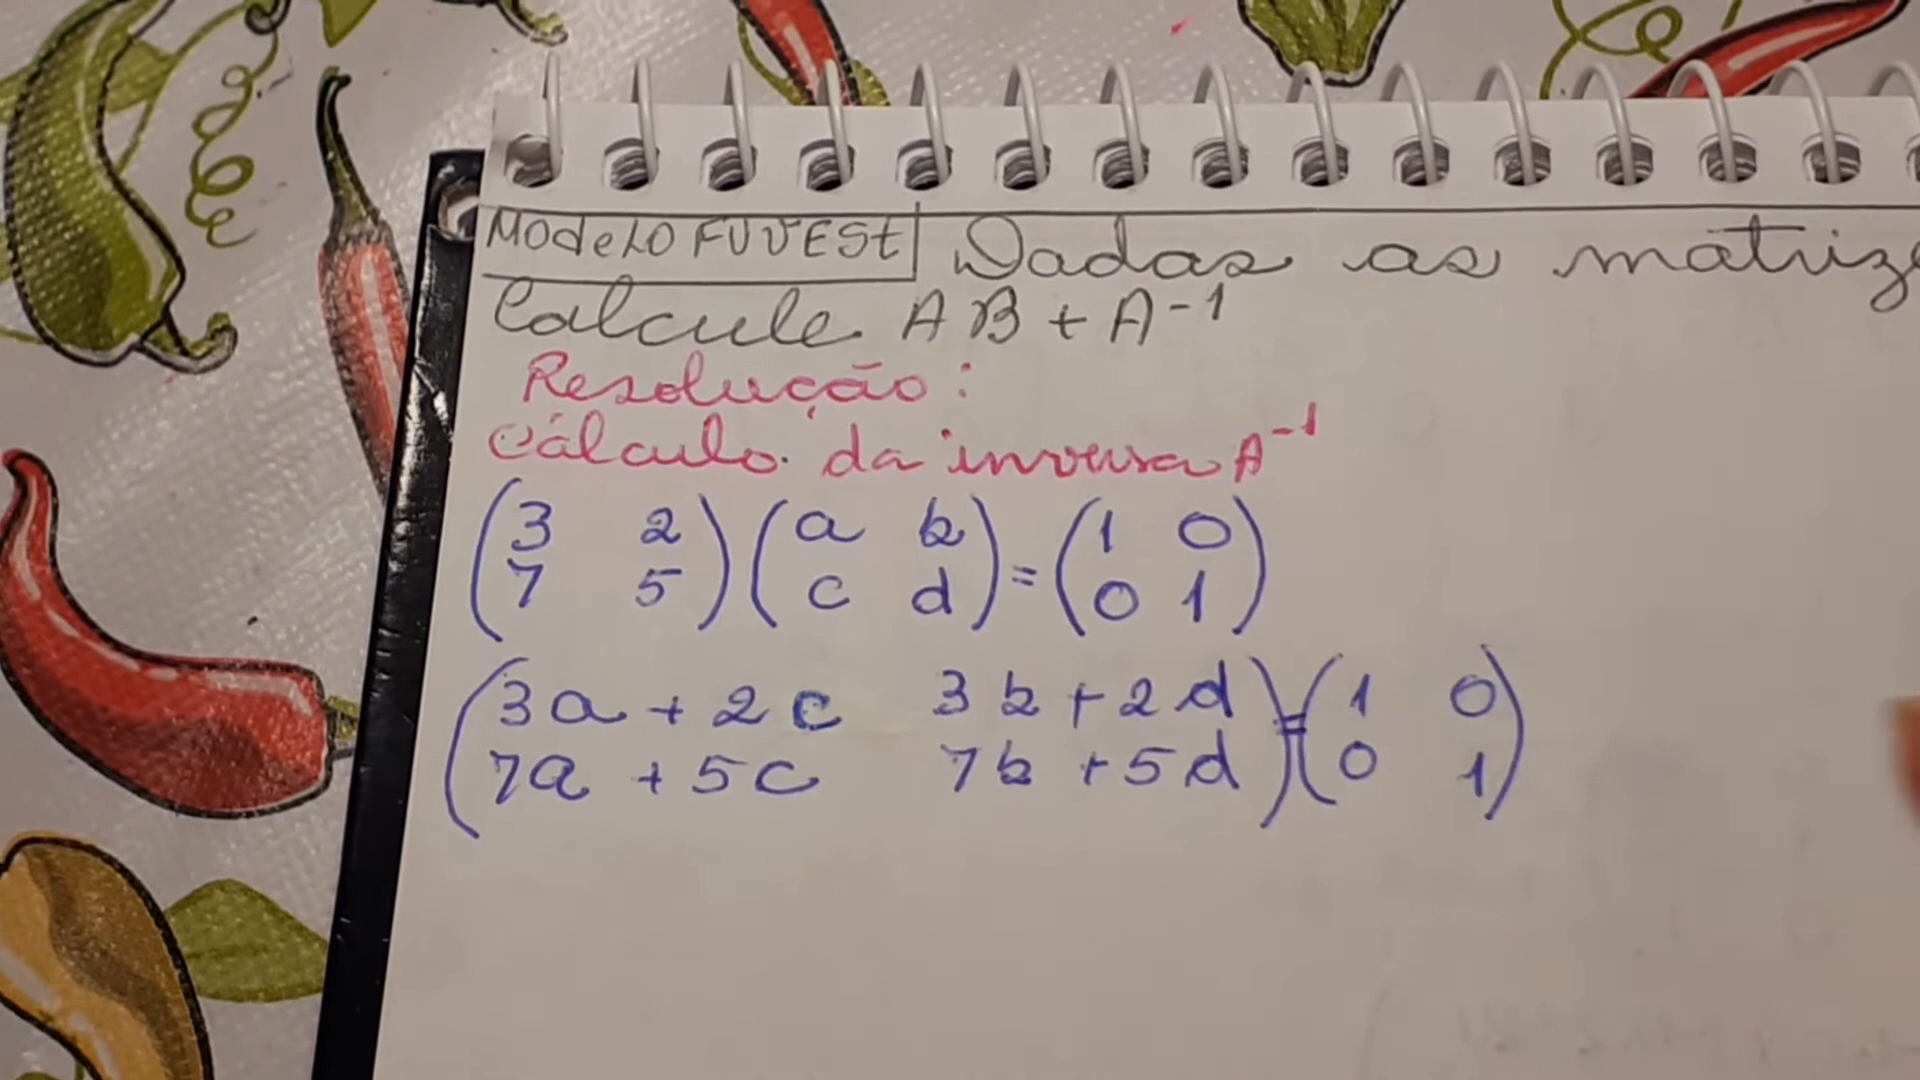 Modelo FUVEST Dadas as
Calcule AB + A⁻¹
Resolução:
Cálculo da inversa A⁻¹
(3 2) (a b) = (1 0)
(7 5) (c d) (0 1)
(3a + 2c 3b + 2d) = (1 0)
(7a + 5c 7b + 5d) (0 1)